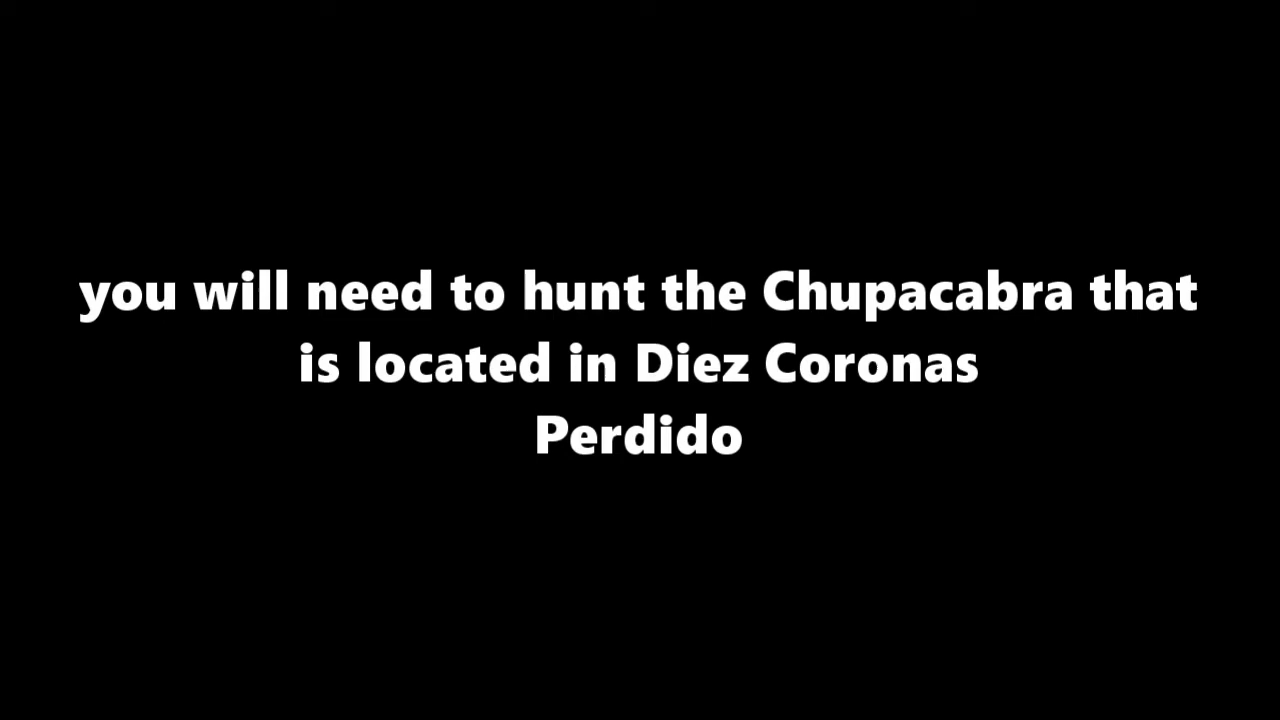 you will need to hunt the Chupacabra that
is located in Diez Coronas
Perdido